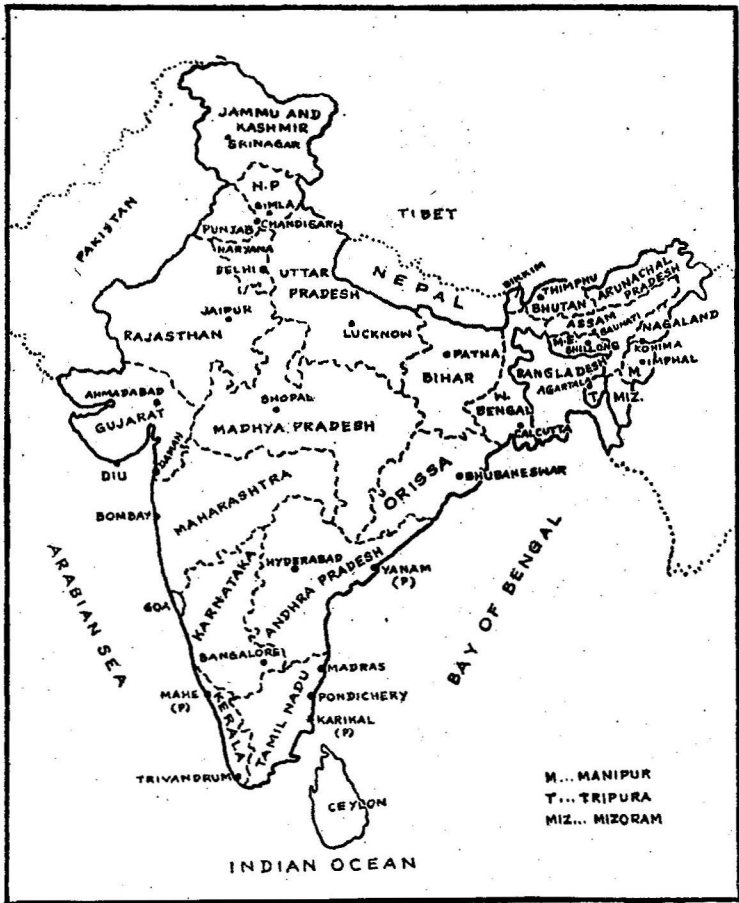 JAMMU AND
KASHMIR
SRINAGAR
H.P
SIMLA
CHANDIGARH
PUNJAB
HARYANA
DELHI
PAKISTAN
TIBET
UTTAR
PRADESH
NEPAL
SIKKIM
THIMPHU
BHUTAN
ARUNACHAL
PRADESH
ASSAM
GAUHATI
NAGALAND
M.E.
SHILLONG
KOHIMA
IMPHAL
JAIPUR
RAJASTHAN
LUCKNOW
PATNA
BIHAR
BANGLADESH
AGARTALA
M
T
MIZ.
W.
BENGAL
CALCUTTA
AHMADABAD
GUJARAT
BHOPAL
MADHYA PRADESH
DAMAN
DIU
ORISSA
BHUBANESWAR
MAHARASHTRA
BOMBAY
ARABIAN SEA
HYDERABAD
ANDHRA PRADESH
YANAM
(P)
KARNATAKA
GOA
BAY OF BENGAL
BANGALORE
MADRAS
MAHE
(P)
KERALA
TAMIL NADU
PONDICHERY
KARIKAL
(P)
TRIVANDRUM
CEYLON
M... MANIPUR
T... TRIPURA
MIZ... MIZORAM
INDIAN OCEAN